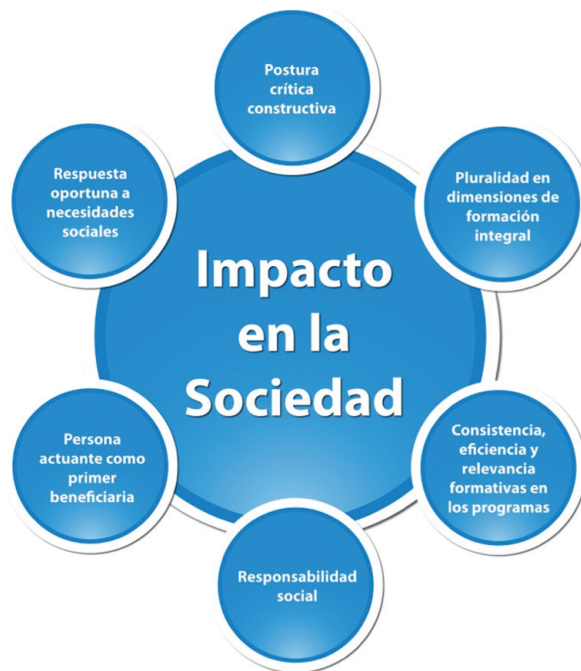 Postura
crítica
constructiva
Respuesta
oportuna a
necesidades
sociales
Pluralidad en
dimensiones de
formación
integral
Impacto
en la
Sociedad
Persona
actuante como
primer
beneficiaria
Consistencia,
eficiencia y
relevancia
formativas en
los programas
Responsabilidad
social